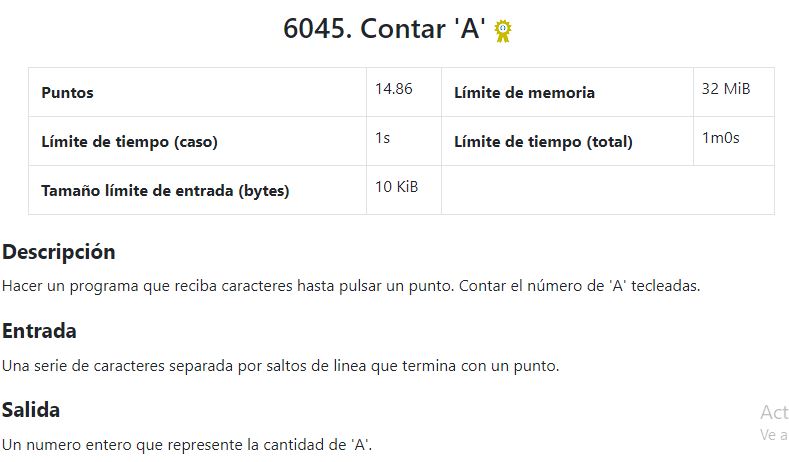 6045. Contar 'A'
Puntos 14.86 Límite de memoria 32 MiB
Límite de tiempo (caso) 1s Límite de tiempo (total) 1m0s
Tamaño límite de entrada (bytes) 10 KiB
Descripción
Hacer un programa que reciba caracteres hasta pulsar un punto. Contar el número de 'A' tecleadas.
Entrada
Una serie de caracteres separada por saltos de linea que termina con un punto.
Salida
Act
Ve a
Un numero entero que represente la cantidad de 'A'.